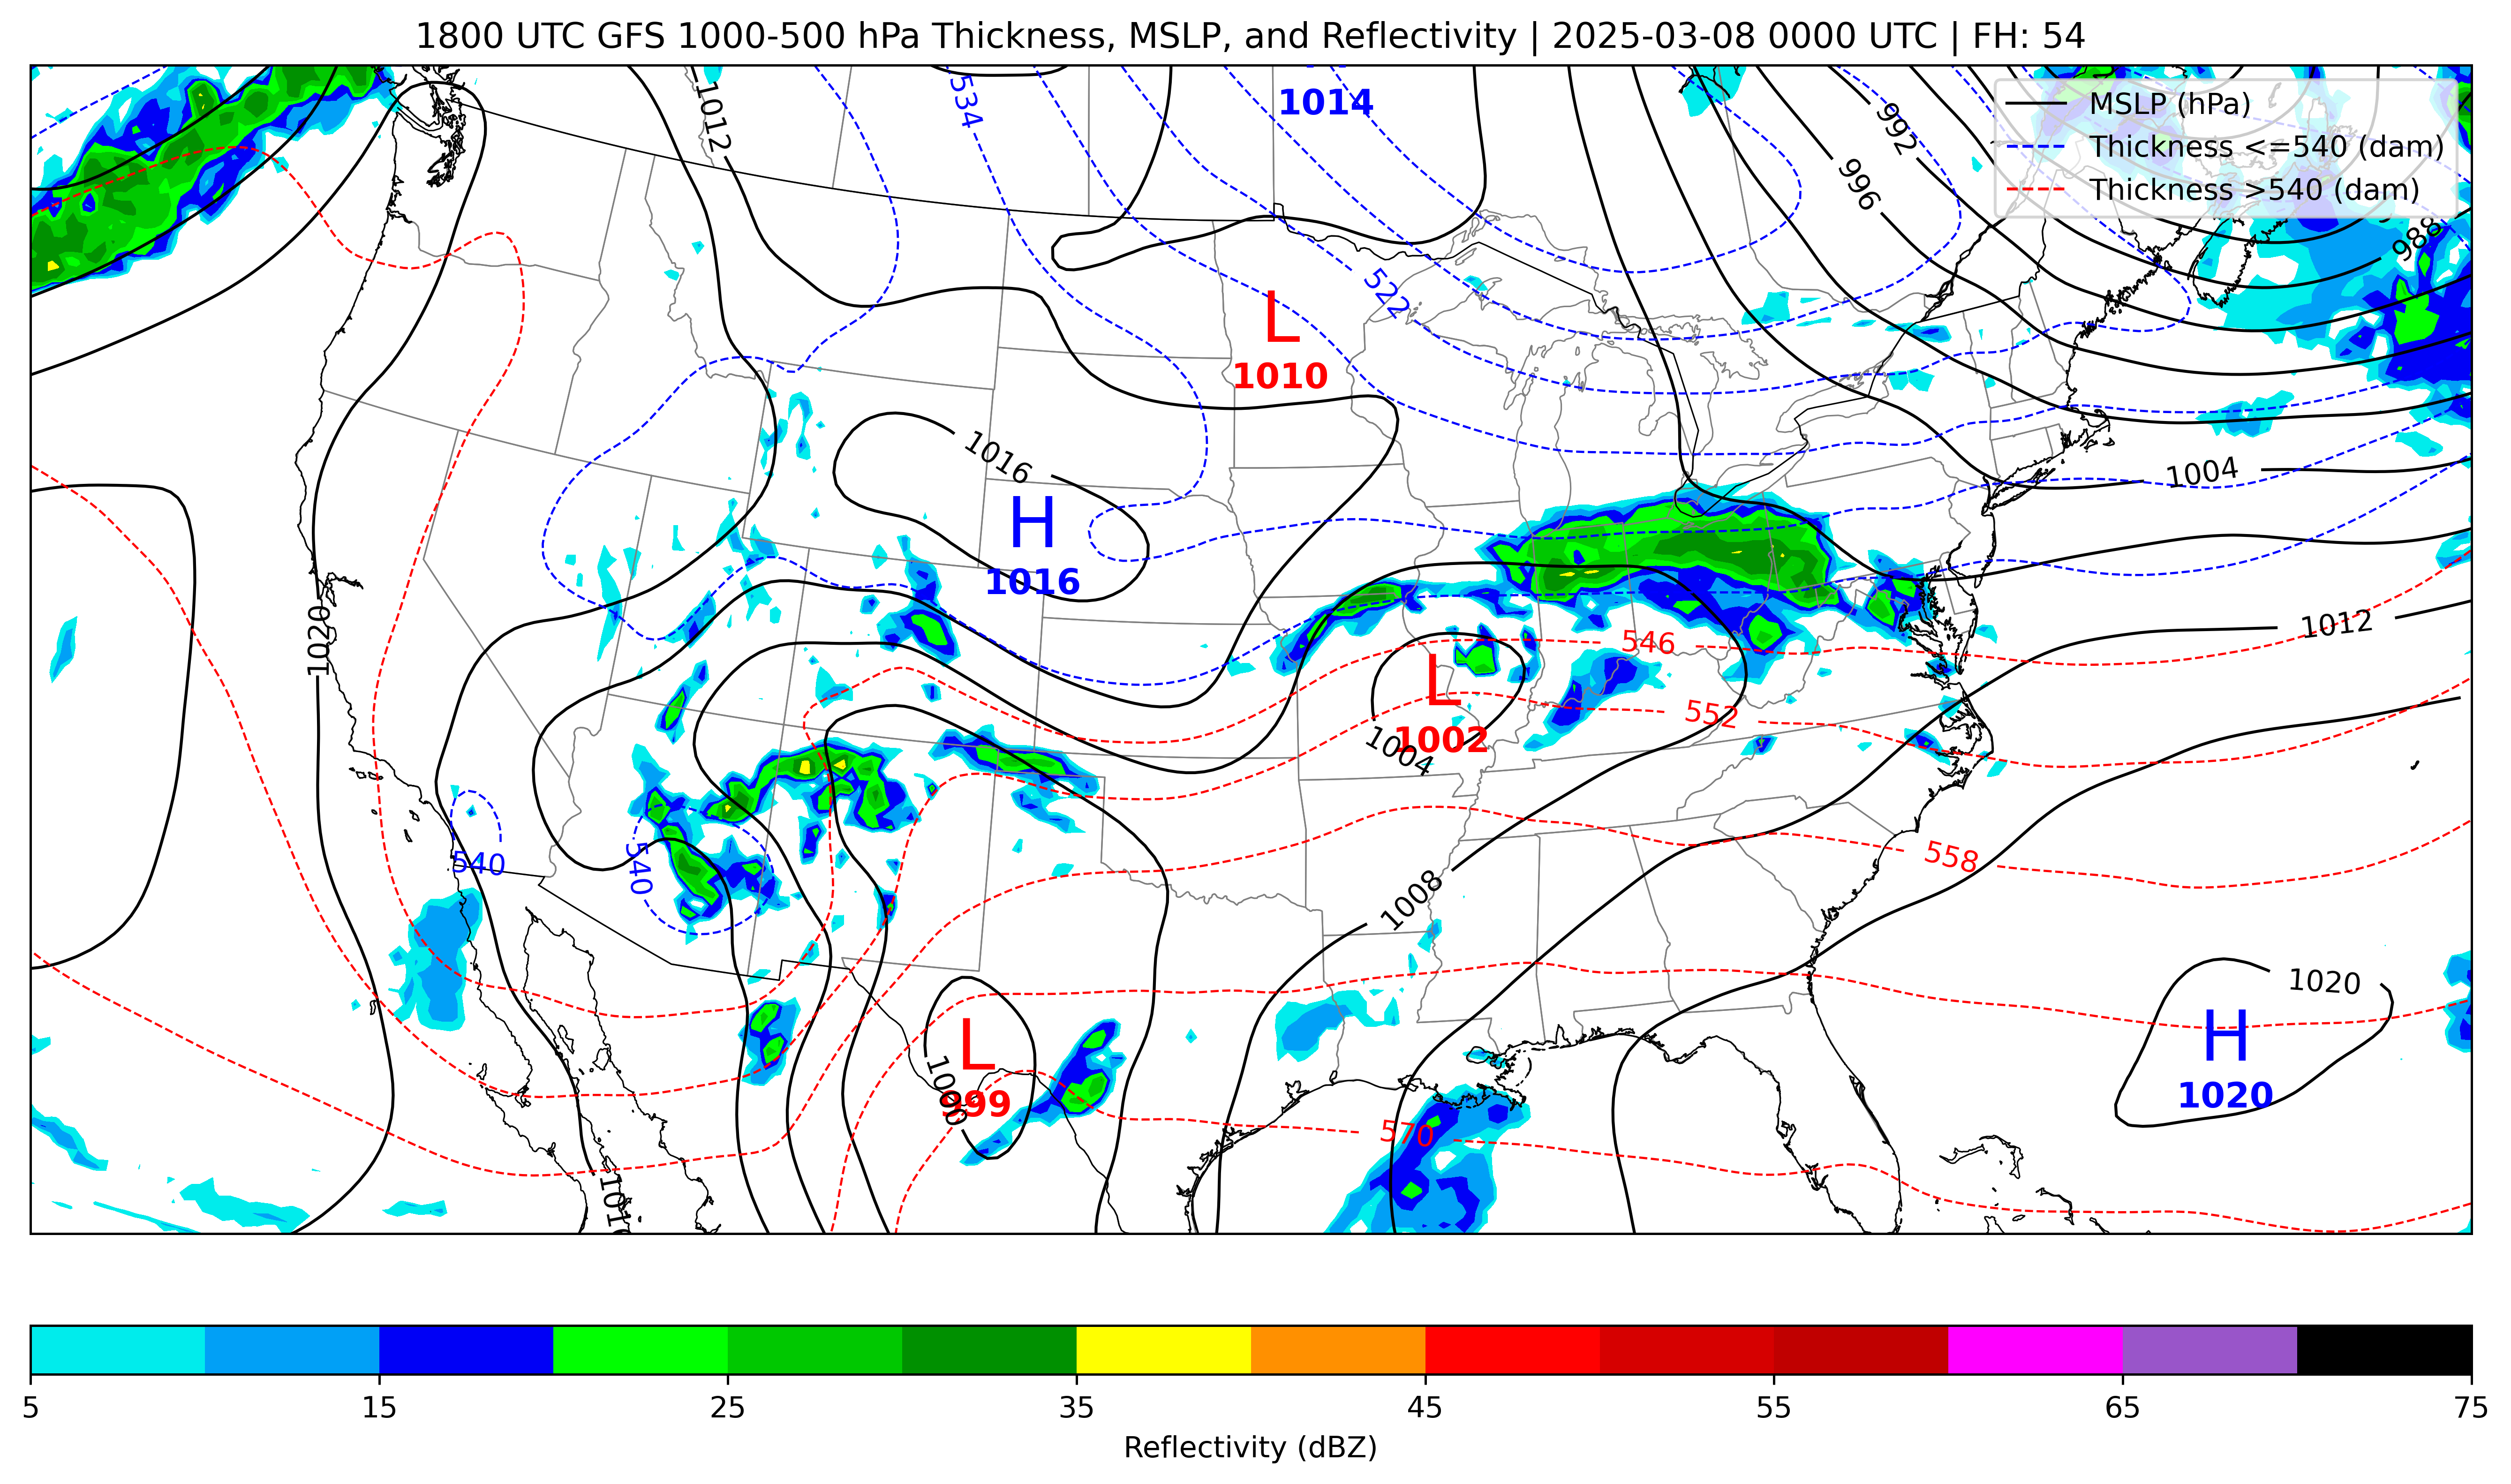 1800 UTC GFS 1000-500 hPa Thickness, MSLP, and Reflectivity | 2025-03-08 0000 UTC | FH: 54
MSLP (hPa)
Thickness <=540 (dam)
Thickness >540 (dam)
1012
534
1014
992
996
988
522
L
1010
1016
H
1016
1004
1020
546
1012
L
1002
1004
552
540
540
558
1008
1020
H
1020
L
999
1000
570
1016
5 15 25 35 45 55 65 75
Reflectivity (dBZ)